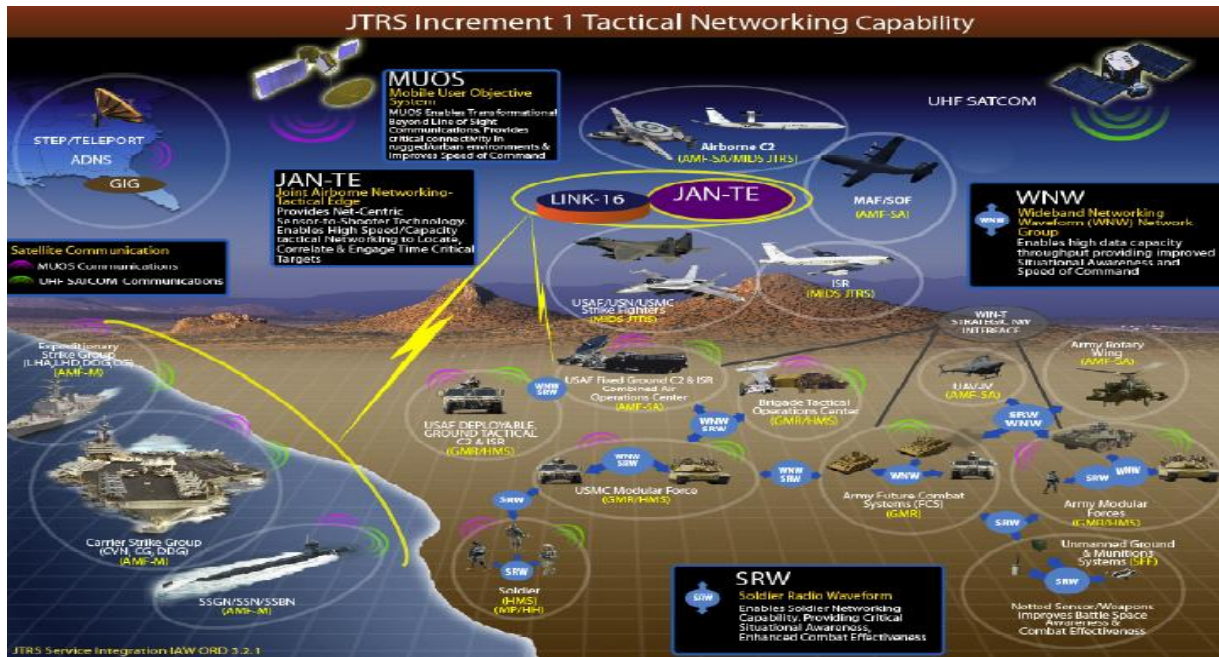 JTRS Increment 1 Tactical Networking Capability
STEP/TELEPORT
ADNS
GIG
MUOS
Mobile User Objective
System
MUOS Enables Transformational
Beyond Line of Sight
Communications. Provides
critical connectivity in
rugged/urban environments &
Improves Speed of Command
UHF SATCOM
Airborne C2
(AMF-SA/MIDS JTRS)
JAN-TE
Joint Airborne Networking-
Tactical Edge
Provides Net-Centric
Sensor-to-Shooter Technology.
Enables High Speed/Capacity
tactical Networking to Locate,
Correlate & Engage Time Critical
Targets
LINK-16
JAN-TE
MAF/SOF
(AMF-SA)
WNW
WNW
Wideband Networking
Waveform (WNW) Network
Group
Enables high data capacity
throughput providing improved
Situational Awareness and
Speed of Command
Satellite Communication
MUOS Communications
UHF SATCOM Communications
USAF/USN/USMC
Strike Fighters
(MIDS JTRS)
ISR
(MIDS JTRS)
WIN-T
STRATEGIC NW
INTERFACE
Expeditionary
Strike Group
(LHA,LHD,DDG,CG)
(AMF-M)
Army Rotary
Wing
(AMF-SA)
UAV-IV
(AMF-SA)
WNW
SRW
USAF Fixed Ground C2 & ISR
Combined Air
Operations Center
(AMF-SA)
Brigade Tactical
Operations Center
(GMR/HMS)
USAF DEPLOYABLE,
GROUND TACTICAL
C2 & ISR
(GMR/HMS)
WNW
SRW
SRW
WNW
WNW
SRW
USMC Modular Force
(GMR/HMS)
WNW
SRW
WNW
Army Future Combat
Systems (FCS)
(GMR)
SRW
WNW
Army Modular
Forces
(GMR/HMS)
Carrier Strike Group
(CVN, CG, DDG)
(AMF-M)
SRW
SRW
Soldier
(HMS)
(MP/HH)
SRW
Unmanned Ground
& Munitions
Systems (SFF)
SRW
Netted Sensor/Weapons
Improves Battle Space
Awareness &
Combat Effectiveness
SSGN/SSN/SSBN
(AMF-M)
SRW
SRW
Soldier Radio Waveform
Enables Soldier Networking
Capability. Providing Critical
Situational Awareness,
Enhanced Combat Effectiveness
JTRS Service Integration IAW ORD 3.2.1